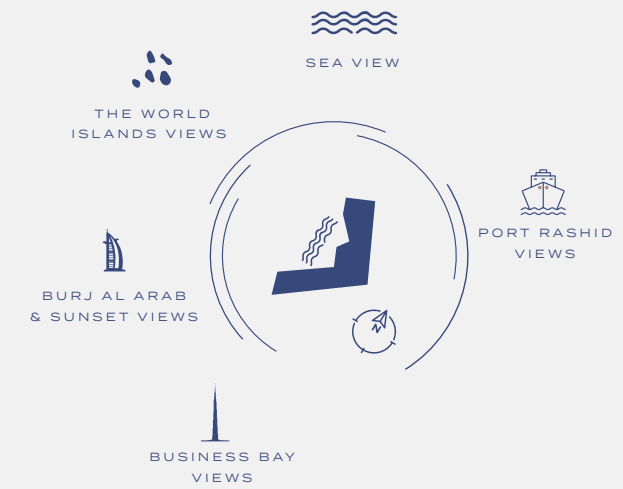 SEA VIEW
THE WORLD
ISLANDS VIEWS
PORT RASHID
VIEWS
BURJ AL ARAB
& SUNSET VIEWS
N
BUSINESS BAY
VIEWS